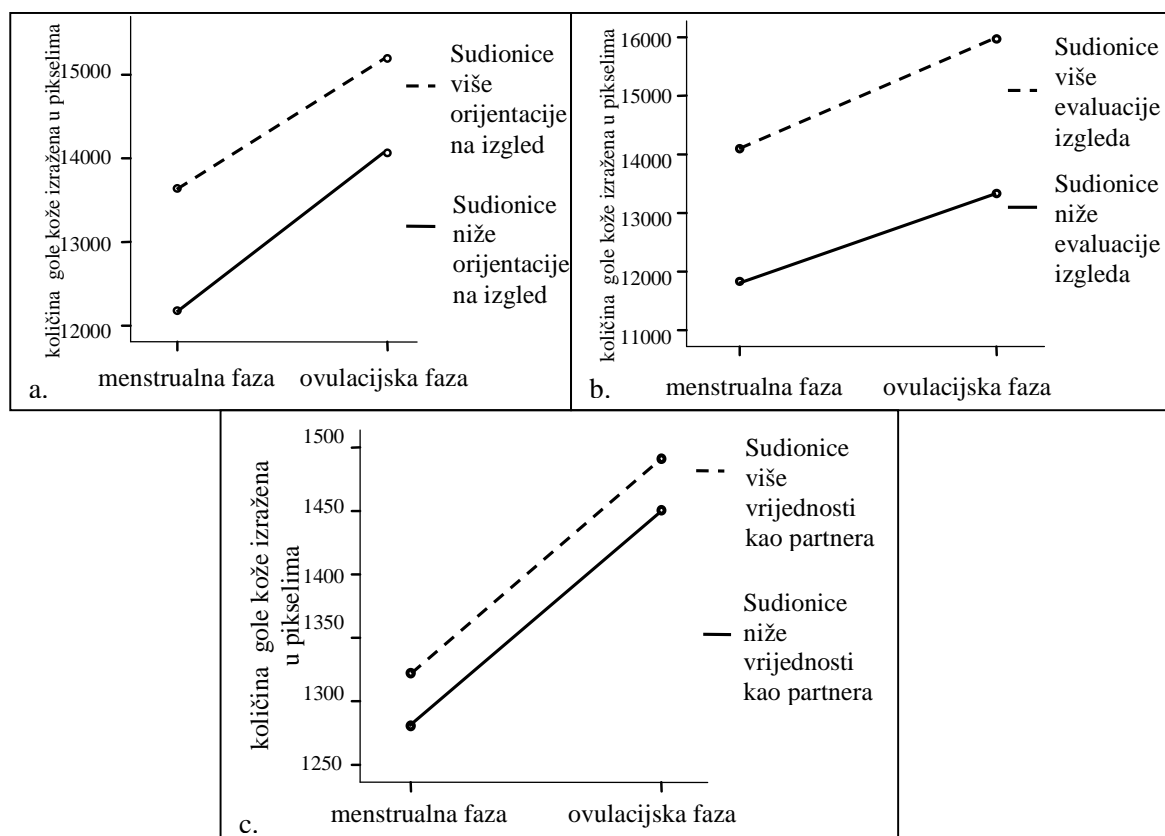 količina gole kože izražena u pikselima
15000
14000
13000
12000
menstrualna faza
ovulacijska faza
Sudionice
više
orijentacije
na izgled
Sudionice
niže
orijentacije
na izgled
a.
količina gole kože izražena u pikselima
16000
15000
14000
13000
12000
11000
menstrualna faza
ovulacijska faza
Sudionice
više
evaluacije
izgleda
Sudionice
niže
evaluacije
izgleda
b.
količina gole kože izražena
u pikselima
1500
1450
1400
1350
1300
1250
menstrualna faza
ovulacijska faza
Sudionice
više
vrijednosti
kao partnera
Sudionice
niže
vrijednosti
kao partnera
c.